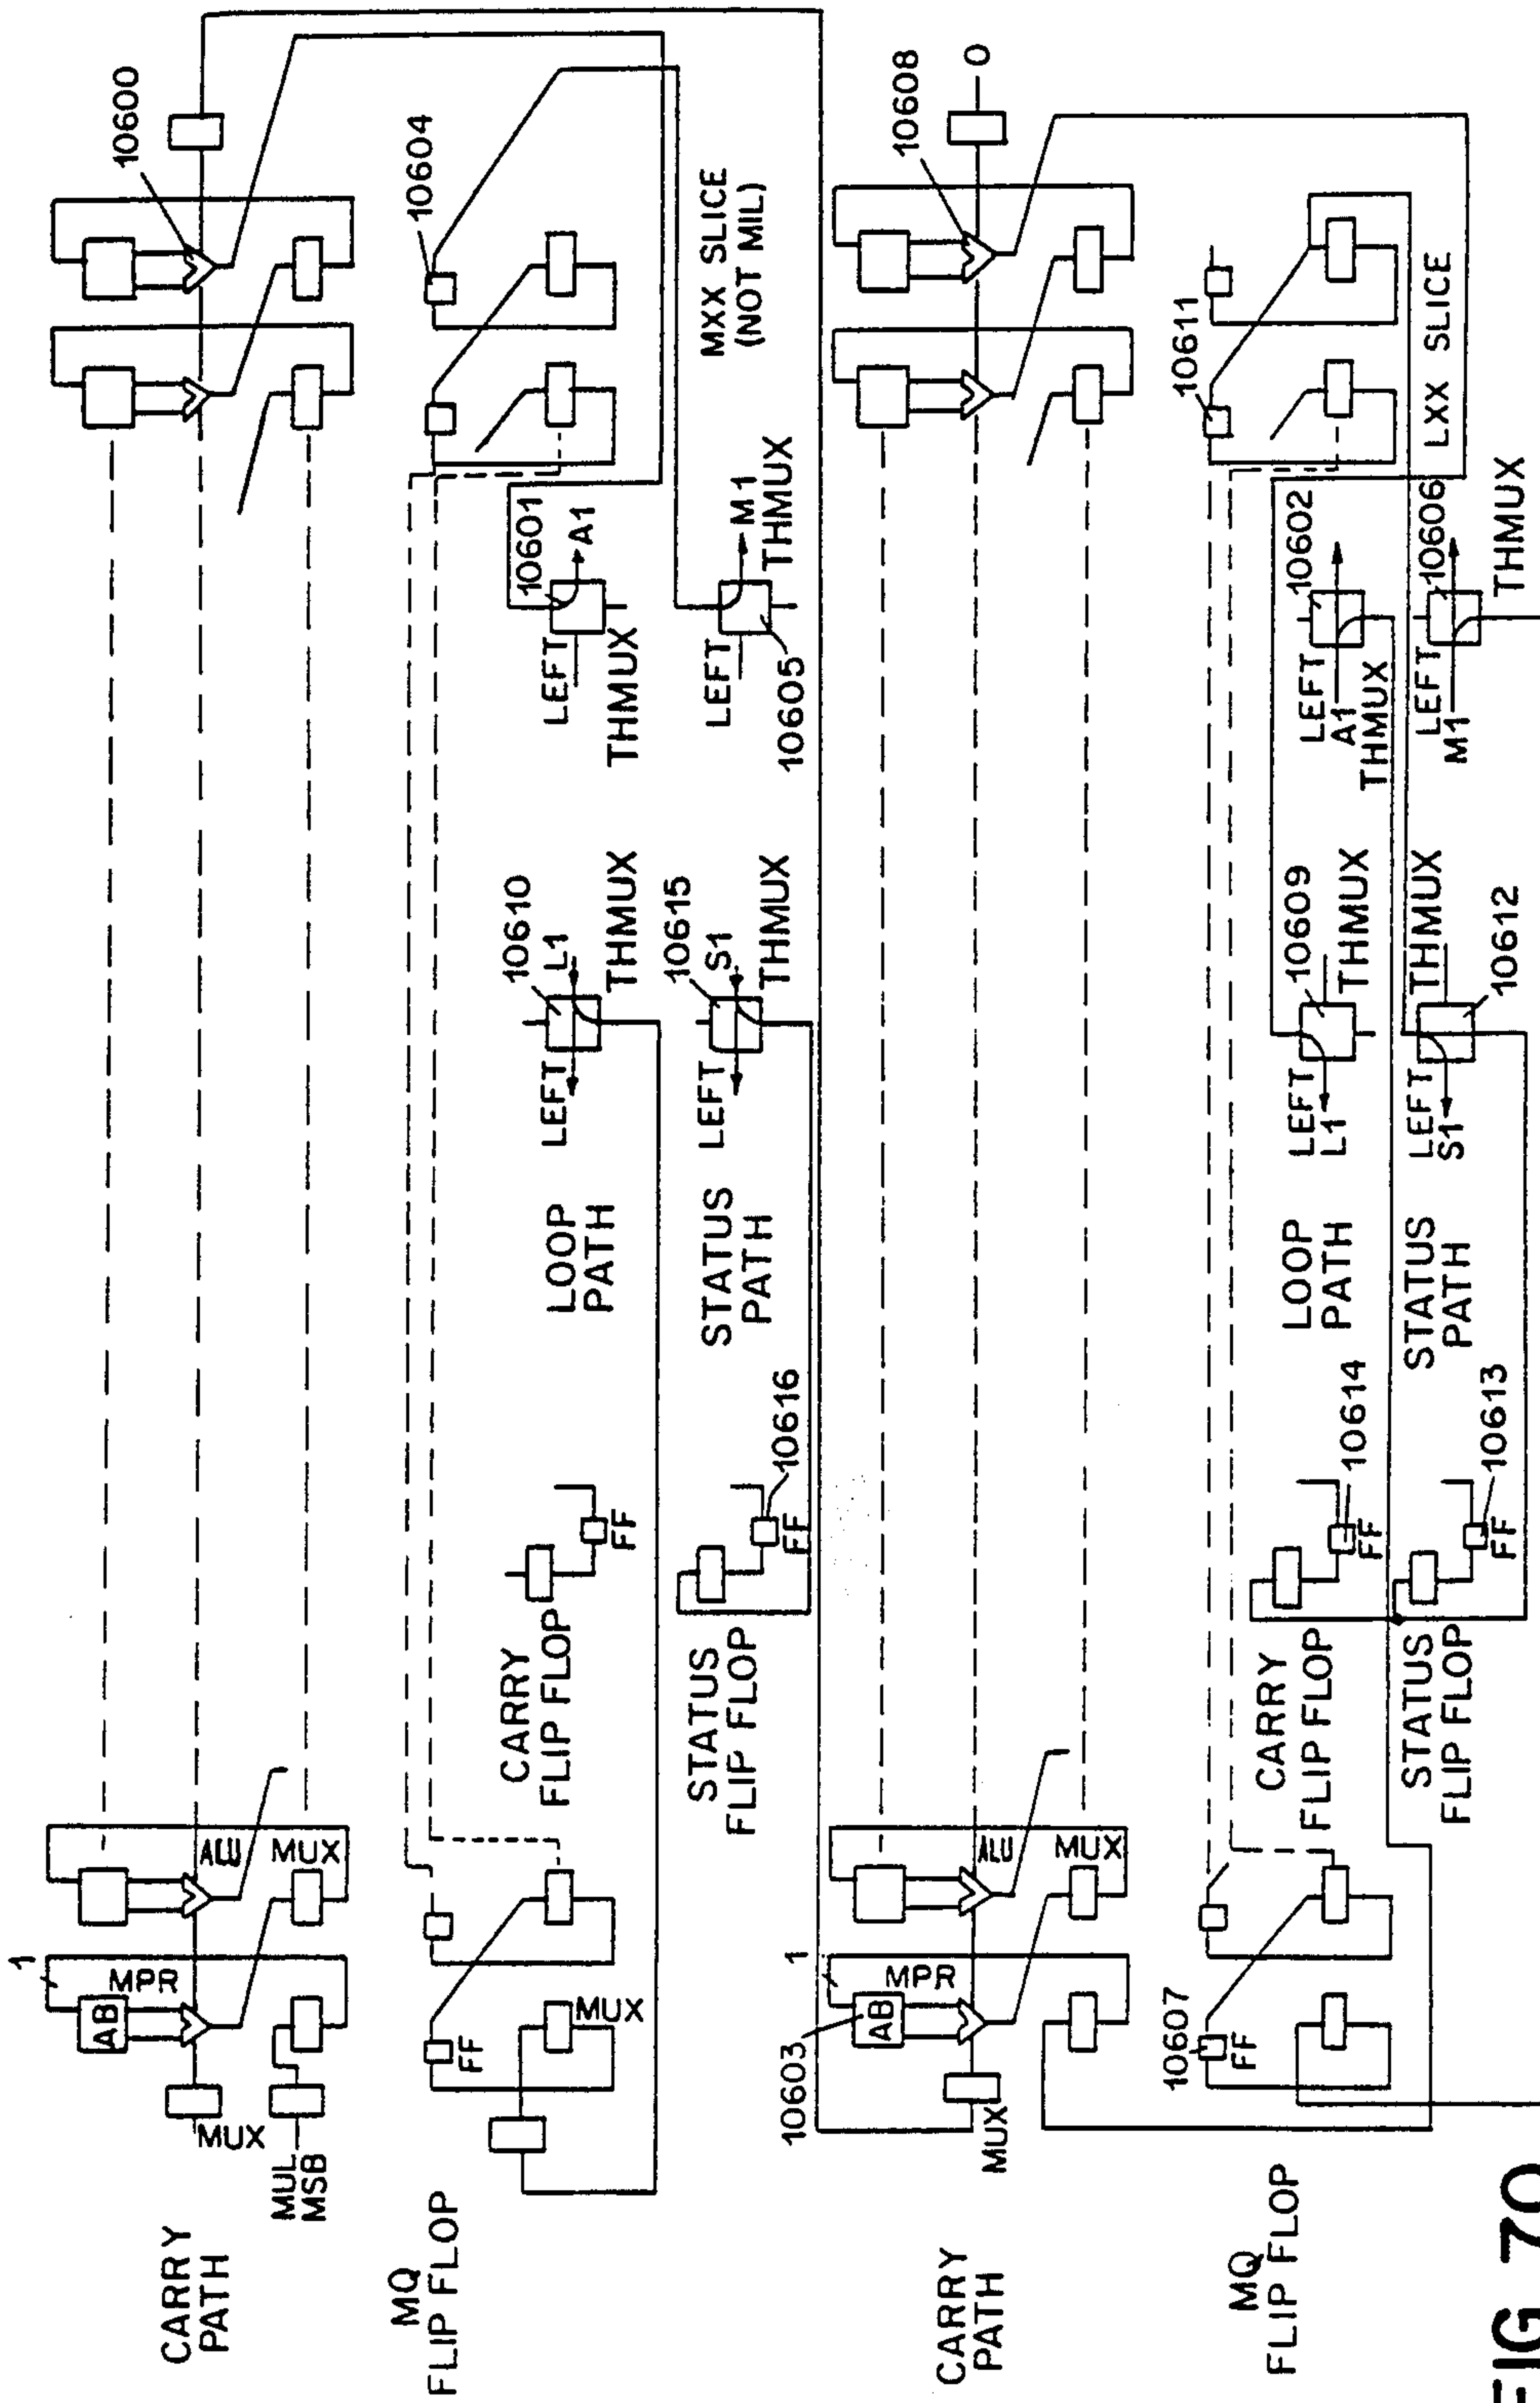 CARRY
PATH
MUX
MUL
MSB
1
AB
MPR
ALU
MUX
10600
MQ
FLIP FLOP
FF
MUX
10604
CARRY
FLIP FLOP
FF
LOOP
PATH
LEFT
10610
L1
THMUX
LEFT
THMUX
10601
A1
STATUS
FLIP FLOP
FF
10616
STATUS
PATH
LEFT
10615
S1
THMUX
LEFT
10605
M1
THMUX
MXX SLICE
(NOT MIL)
CARRY
PATH
10603
MUX
1
AB
MPR
ALU
MUX
10608
0
MQ
FLIP FLOP
10607
FF
10611
CARRY
FLIP FLOP
FF
10614
LOOP
PATH
LEFT
L1
10609
THMUX
LEFT
A1
THMUX
10602
LXX SLICE
STATUS
FLIP FLOP
FF
10613
STATUS
PATH
LEFT
S1
THMUX
10612
LEFT
M1
10606
THMUX
FIG 70